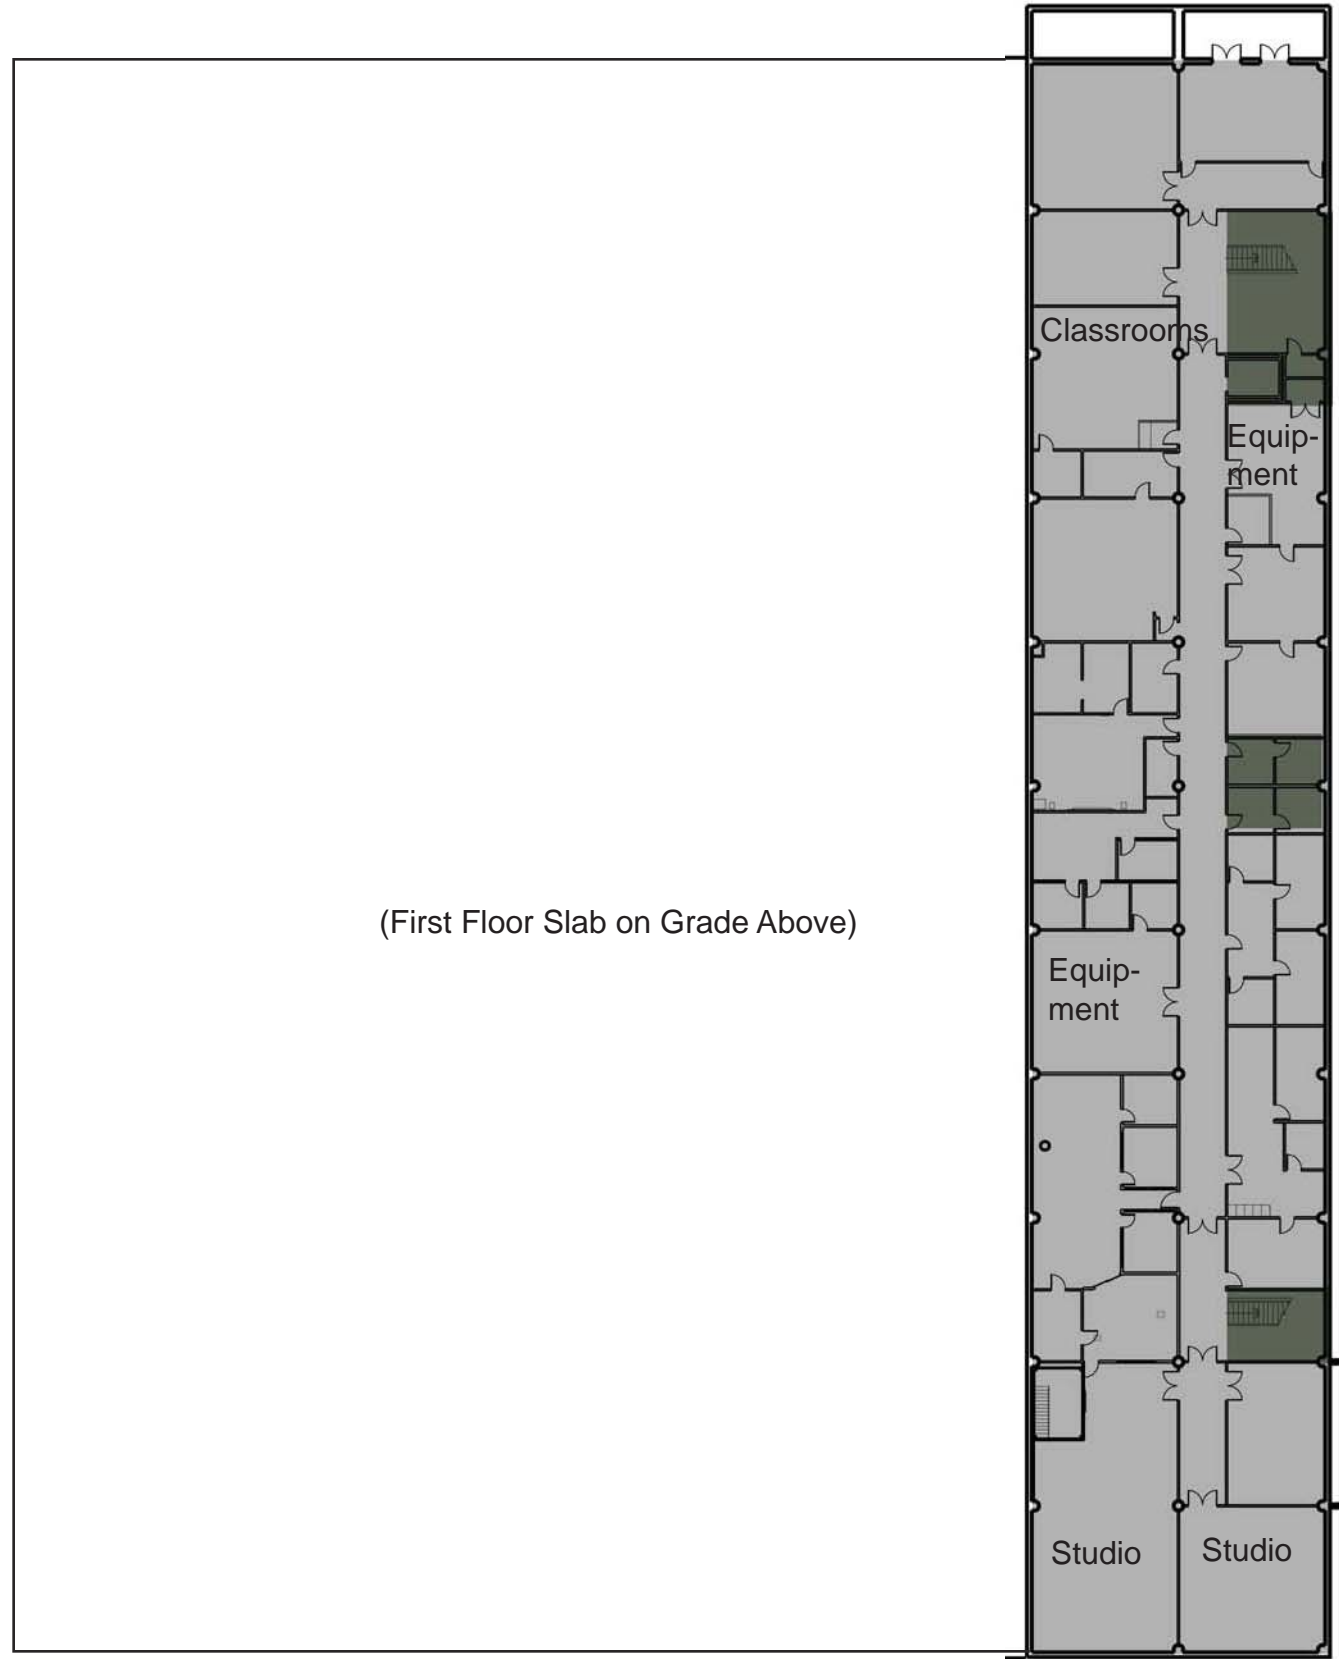 Classrooms
Equip-
ment
(First Floor Slab on Grade Above)
Equip-
ment
Studio
Studio